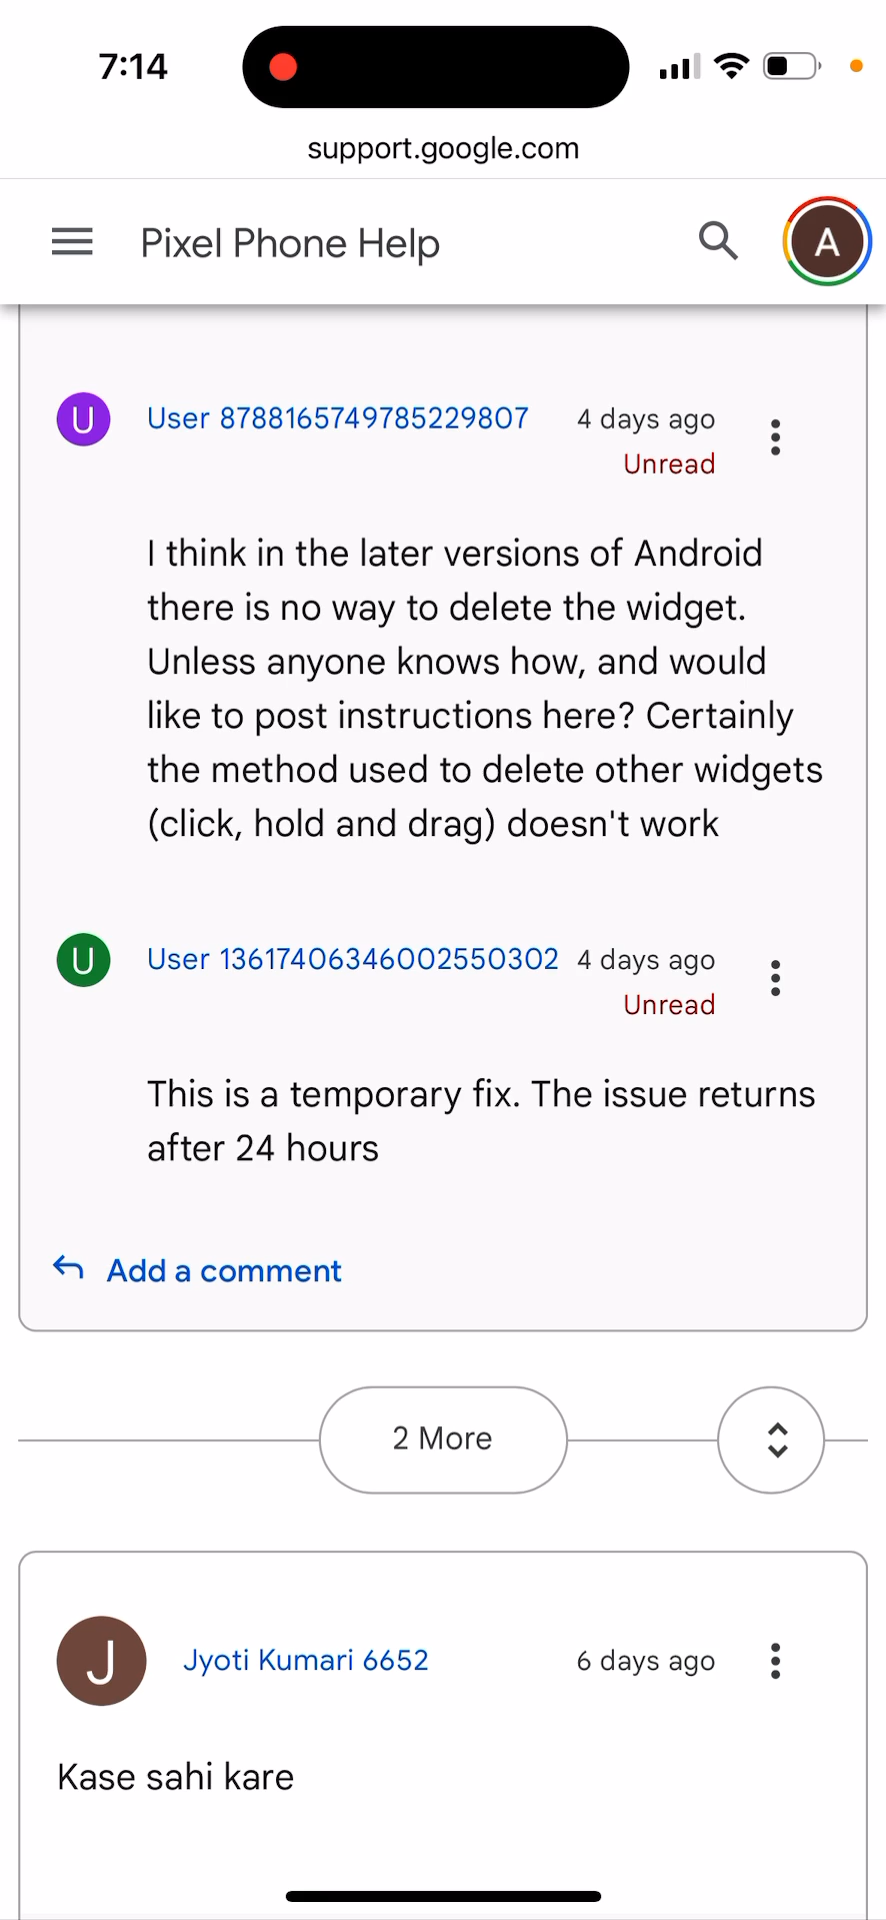 7:14
support.google.com
Pixel Phone Help
A
U
User 8788165749785229807
4 days ago
Unread
I think in the later versions of Android
there is no way to delete the widget.
Unless anyone knows how, and would
like to post instructions here? Certainly
the method used to delete other widgets
(click, hold and drag) doesn't work
U
User 13617406346002550302
4 days ago
Unread
This is a temporary fix. The issue returns
after 24 hours
Add a comment
2 More
J
Jyoti Kumari 6652
6 days ago
Kase sahi kare